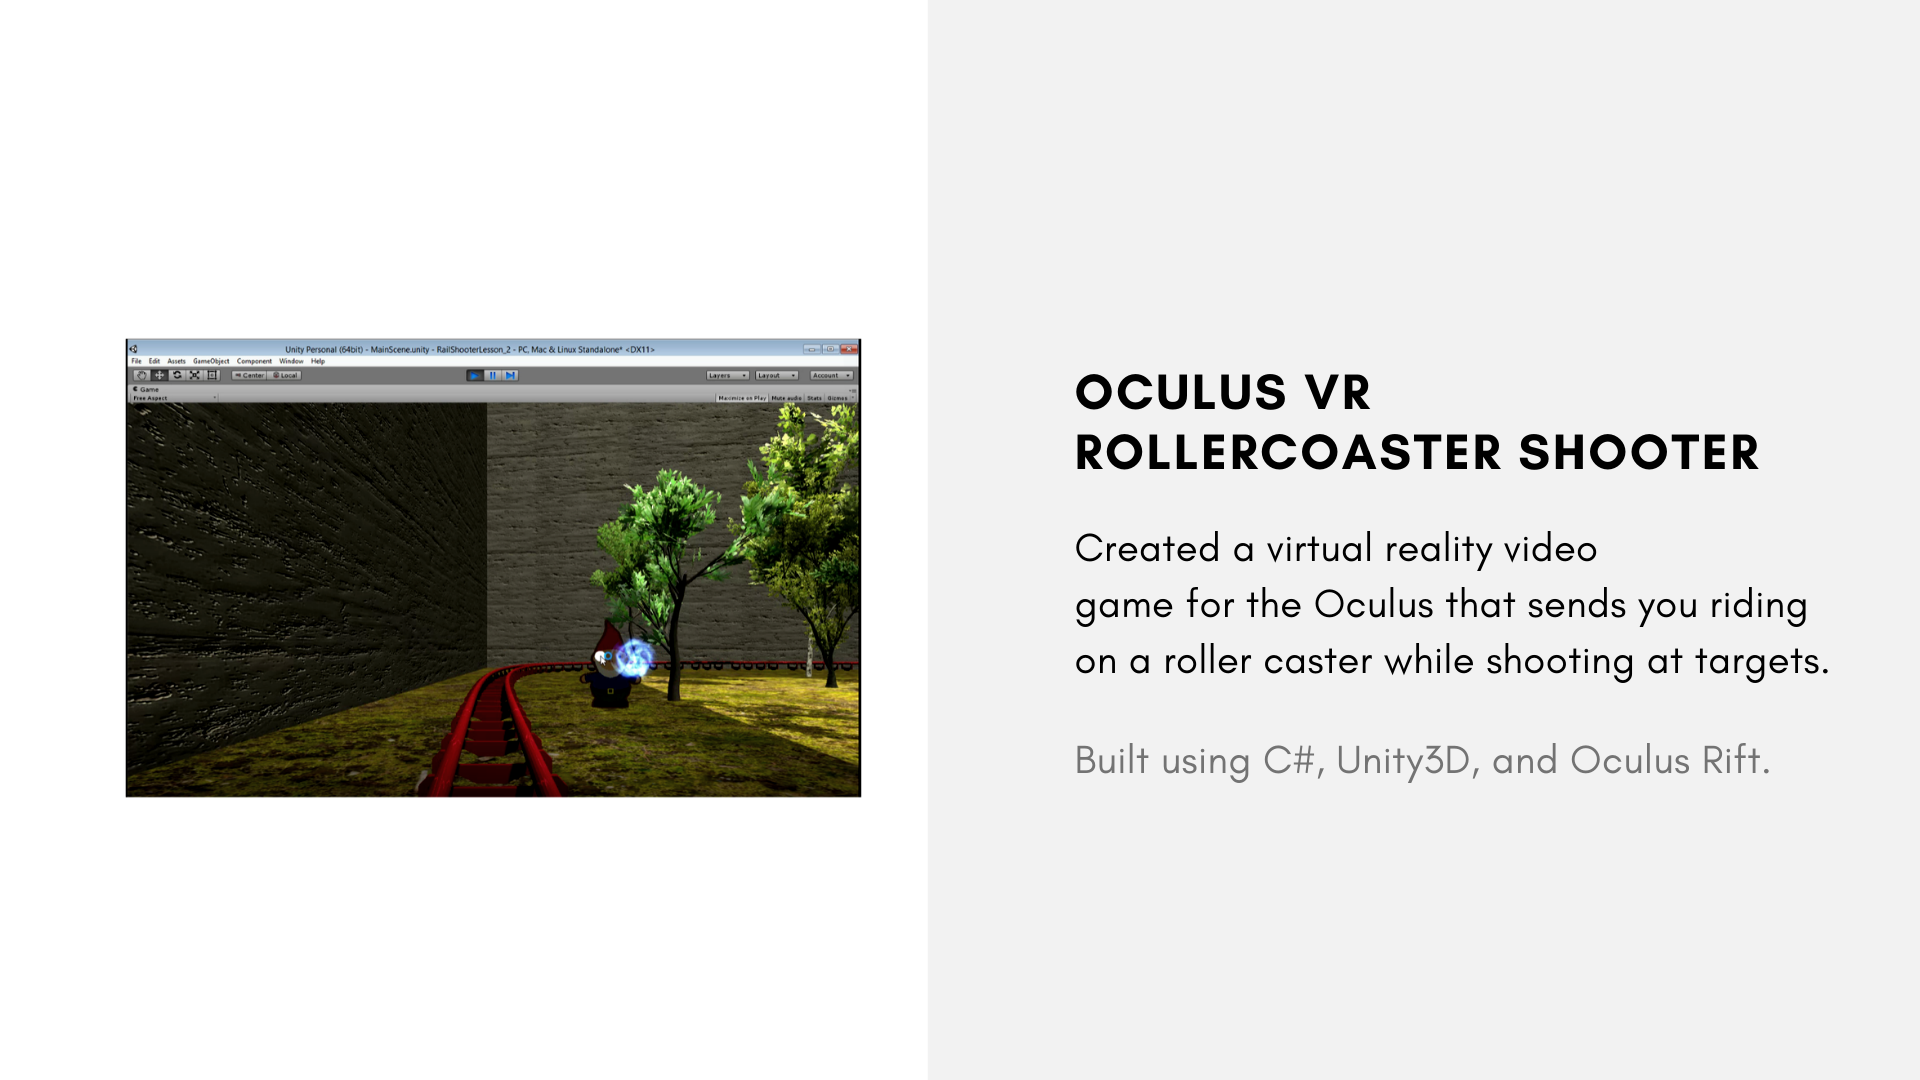 Unity Personal (64bit) - MainScene.unity - RailShooterLesson_2 - PC, Mac & Linux Standalone* <DX11>
File Edit Assets GameObject Component Window Help
Center Local Layers Layout Account
Game
Free Aspect Maximize on Play Mute audio Stats Gizmos
OCULUS VR
ROLLERCOASTER SHOOTER
Created a virtual reality video
game for the Oculus that sends you riding
on a roller caster while shooting at targets.
Built using C#, Unity3D, and Oculus Rift.